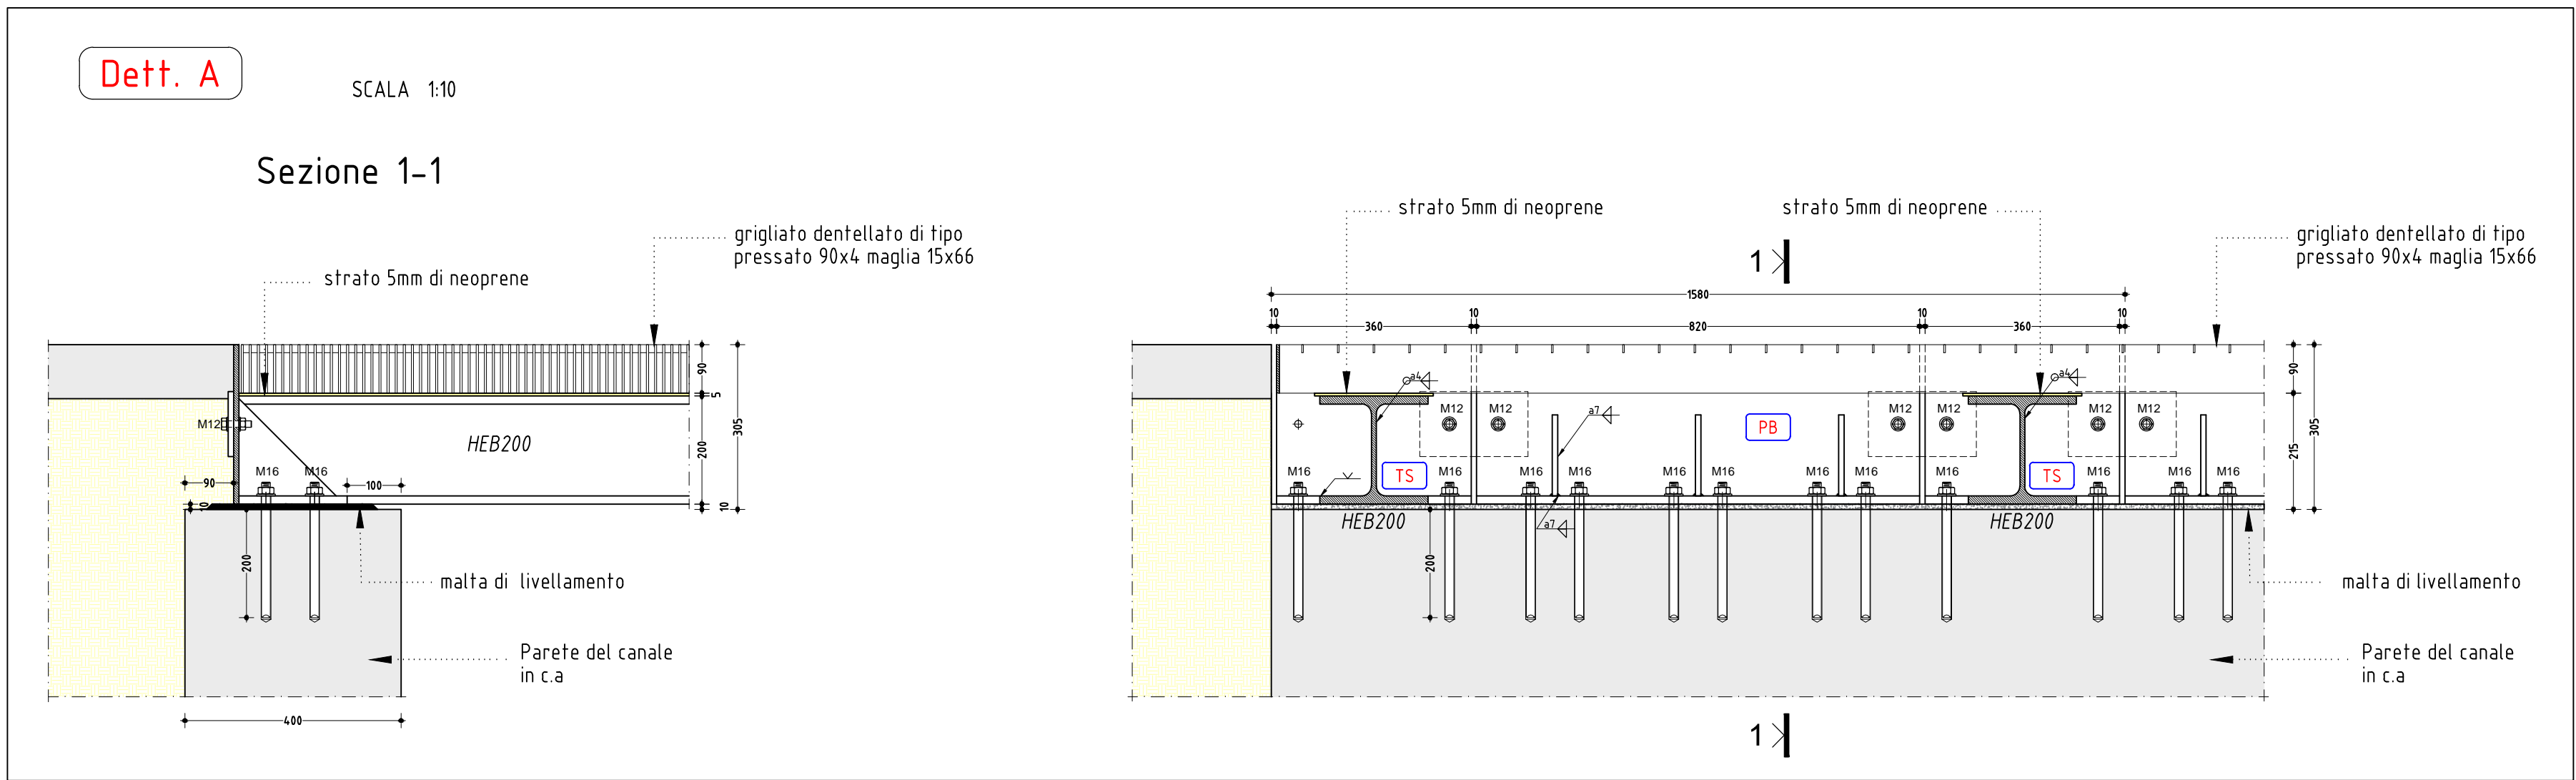 Dett. A
SCALA 1:10
Sezione 1-1
grigliato dentellato di tipo
pressato 90x4 maglia 15x66
strato 5mm di neoprene
M12
HEB200
M16
M16
90
100
10
200
90
5
200
10
305
malta di livellamento
Parete del canale
in c.a
400
strato 5mm di neoprene
strato 5mm di neoprene
1
grigliato dentellato di tipo
pressato 90x4 maglia 15x66
1580
10
360
10
820
10
360
10
a4
a4
M12
M12
a7
PB
M12
M12
M12
M12
90
215
305
M16
TS
M16
M16
M16
M16
M16
M16
M16
M16
TS
M16
M16
M16
HEB200
a7
HEB200
200
malta di livellamento
Parete del canale
in c.a
1